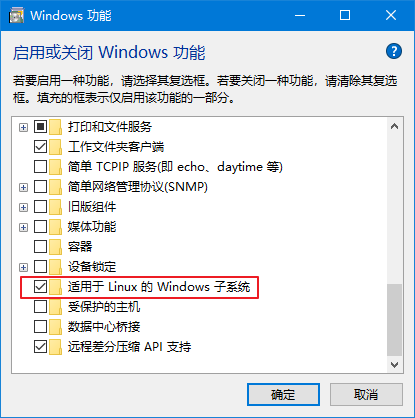 Windows 功能
启用或关闭 Windows 功能
若要启用一种功能，请选择其复选框。若要关闭一种功能，请清除其复选
框。填充的框表示仅启用该功能的一部分。
打印和文件服务
工作文件夹客户端
简单 TCPIP 服务(即 echo、daytime 等)
简单网络管理协议(SNMP)
旧版组件
媒体功能
容器
设备锁定
适用于 Linux 的 Windows 子系统
受保护的主机
数据中心桥接
远程差分压缩 API 支持
确定
取消